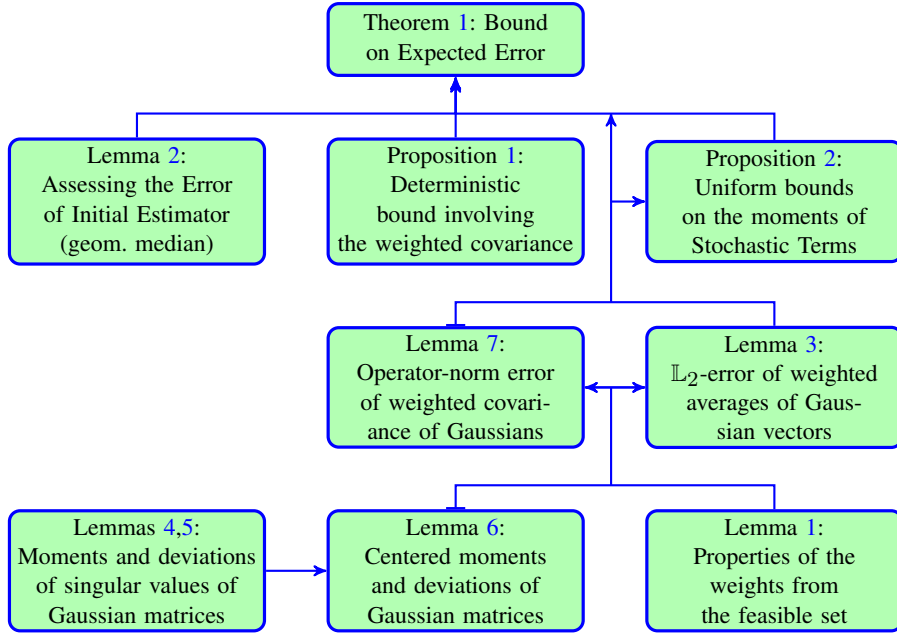 Theorem 1: Bound
on Expected Error
Lemma 2:
Assessing the Error
of Initial Estimator
(geom. median)
Proposition 1:
Deterministic
bound involving
the weighted covariance
Proposition 2:
Uniform bounds
on the moments of
Stochastic Terms
Lemma 7:
Operator-norm error
of weighted covari-
ance of Gaussians
Lemma 3:
𝕃₂-error of weighted
averages of Gaus-
sian vectors
Lemmas 4,5:
Moments and deviations
of singular values of
Gaussian matrices
Lemma 6:
Centered moments
and deviations of
Gaussian matrices
Lemma 1:
Properties of the
weights from
the feasible set